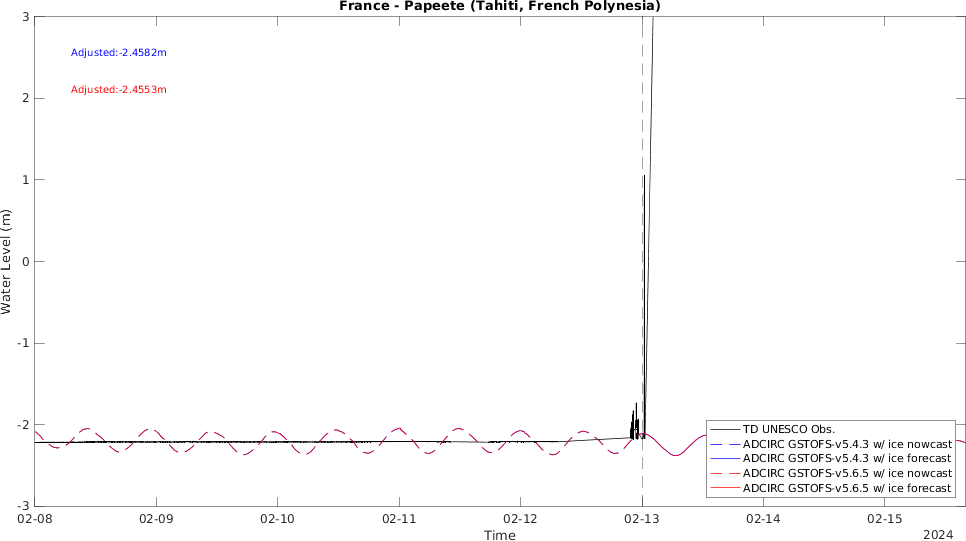 France - Papeete (Tahiti, French Polynesia)
3
Adjusted:-2.4582m
Adjusted:-2.4553m
2
1
0
-1
-2
-3
Water Level (m)
TD UNESCO Obs.
ADCIRC GSTOFS-v5.4.3 w/ ice nowcast
ADCIRC GSTOFS-v5.4.3 w/ ice forecast
ADCIRC GSTOFS-v5.6.5 w/ ice nowcast
ADCIRC GSTOFS-v5.6.5 w/ ice forecast
02-08 02-09 02-10 02-11 02-12 02-13 02-14 02-15
Time
2024